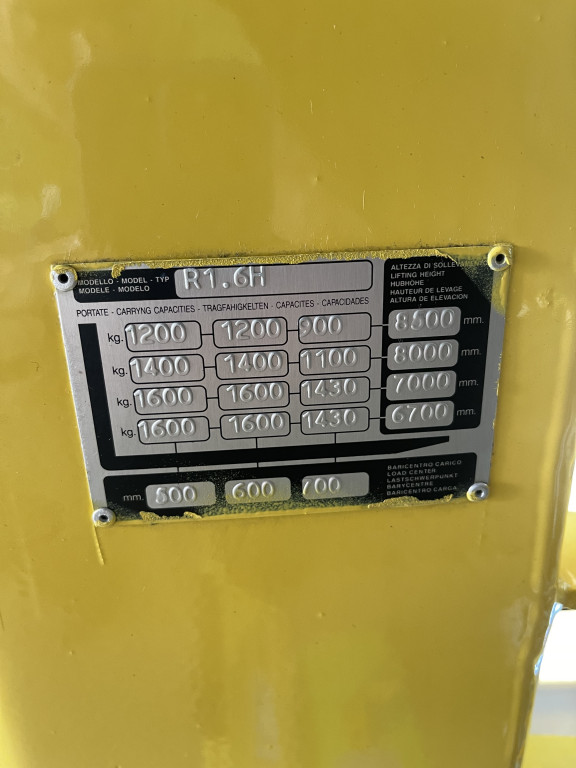 MODELLO - MODEL - TYP R1.6H
MODELE - MODELO
ALTEZZA DI SOLLEV
LIFTING HEIGHT
HUBHOHE
HAUTEUR DE LEVAGE
ALTURA DE ELEVACION
PORTATE - CARRYNG CAPACITIES - TRAGFAHIGKELTEN - CAPACITES - CAPACIDADES
kg. 1200 1200 900 8500 mm.
kg. 1400 1400 1100 8000 mm.
kg. 1600 1600 1430 7000 mm.
kg. 1600 1600 1430 6700 mm.
mm. 500 600 700
BARICENTRO CARICO
LOAD CENTER
LASTSCHWERPUNKT
BARYCENTRE
BARICENTRO CARGA